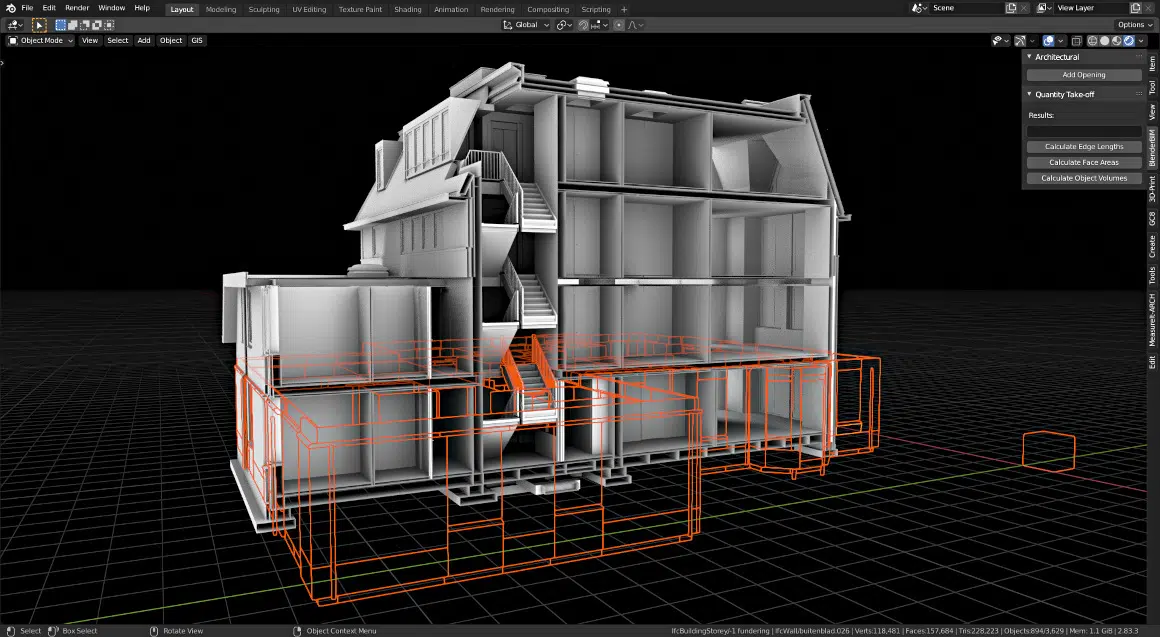 File Edit Render Window Help Layout Modeling Sculpting UV Editing Texture Paint Shading Animation Rendering Compositing Scripting + Scene View Layer
Global Options
Object Mode View Select Add Object GIS
Architectural
Add Opening
Quantity Take-off
Results:
Calculate Edge Lengths
Calculate Face Areas
Calculate Object Volumes
Item
Tool
View
BlenderBIM
3D-Print
GCB
Create
Tools
MeasureIt-ARCH
Edit
Select Box Select Rotate View Object Context Menu IfcBuildingStorey/-1 fundering | IfcWall/buitenblad.026 | Verts:118,481 | Faces:157,684 | Tris:228,223 | Objects:894/3,629 | Mem: 1.1 GiB | 2.83.3